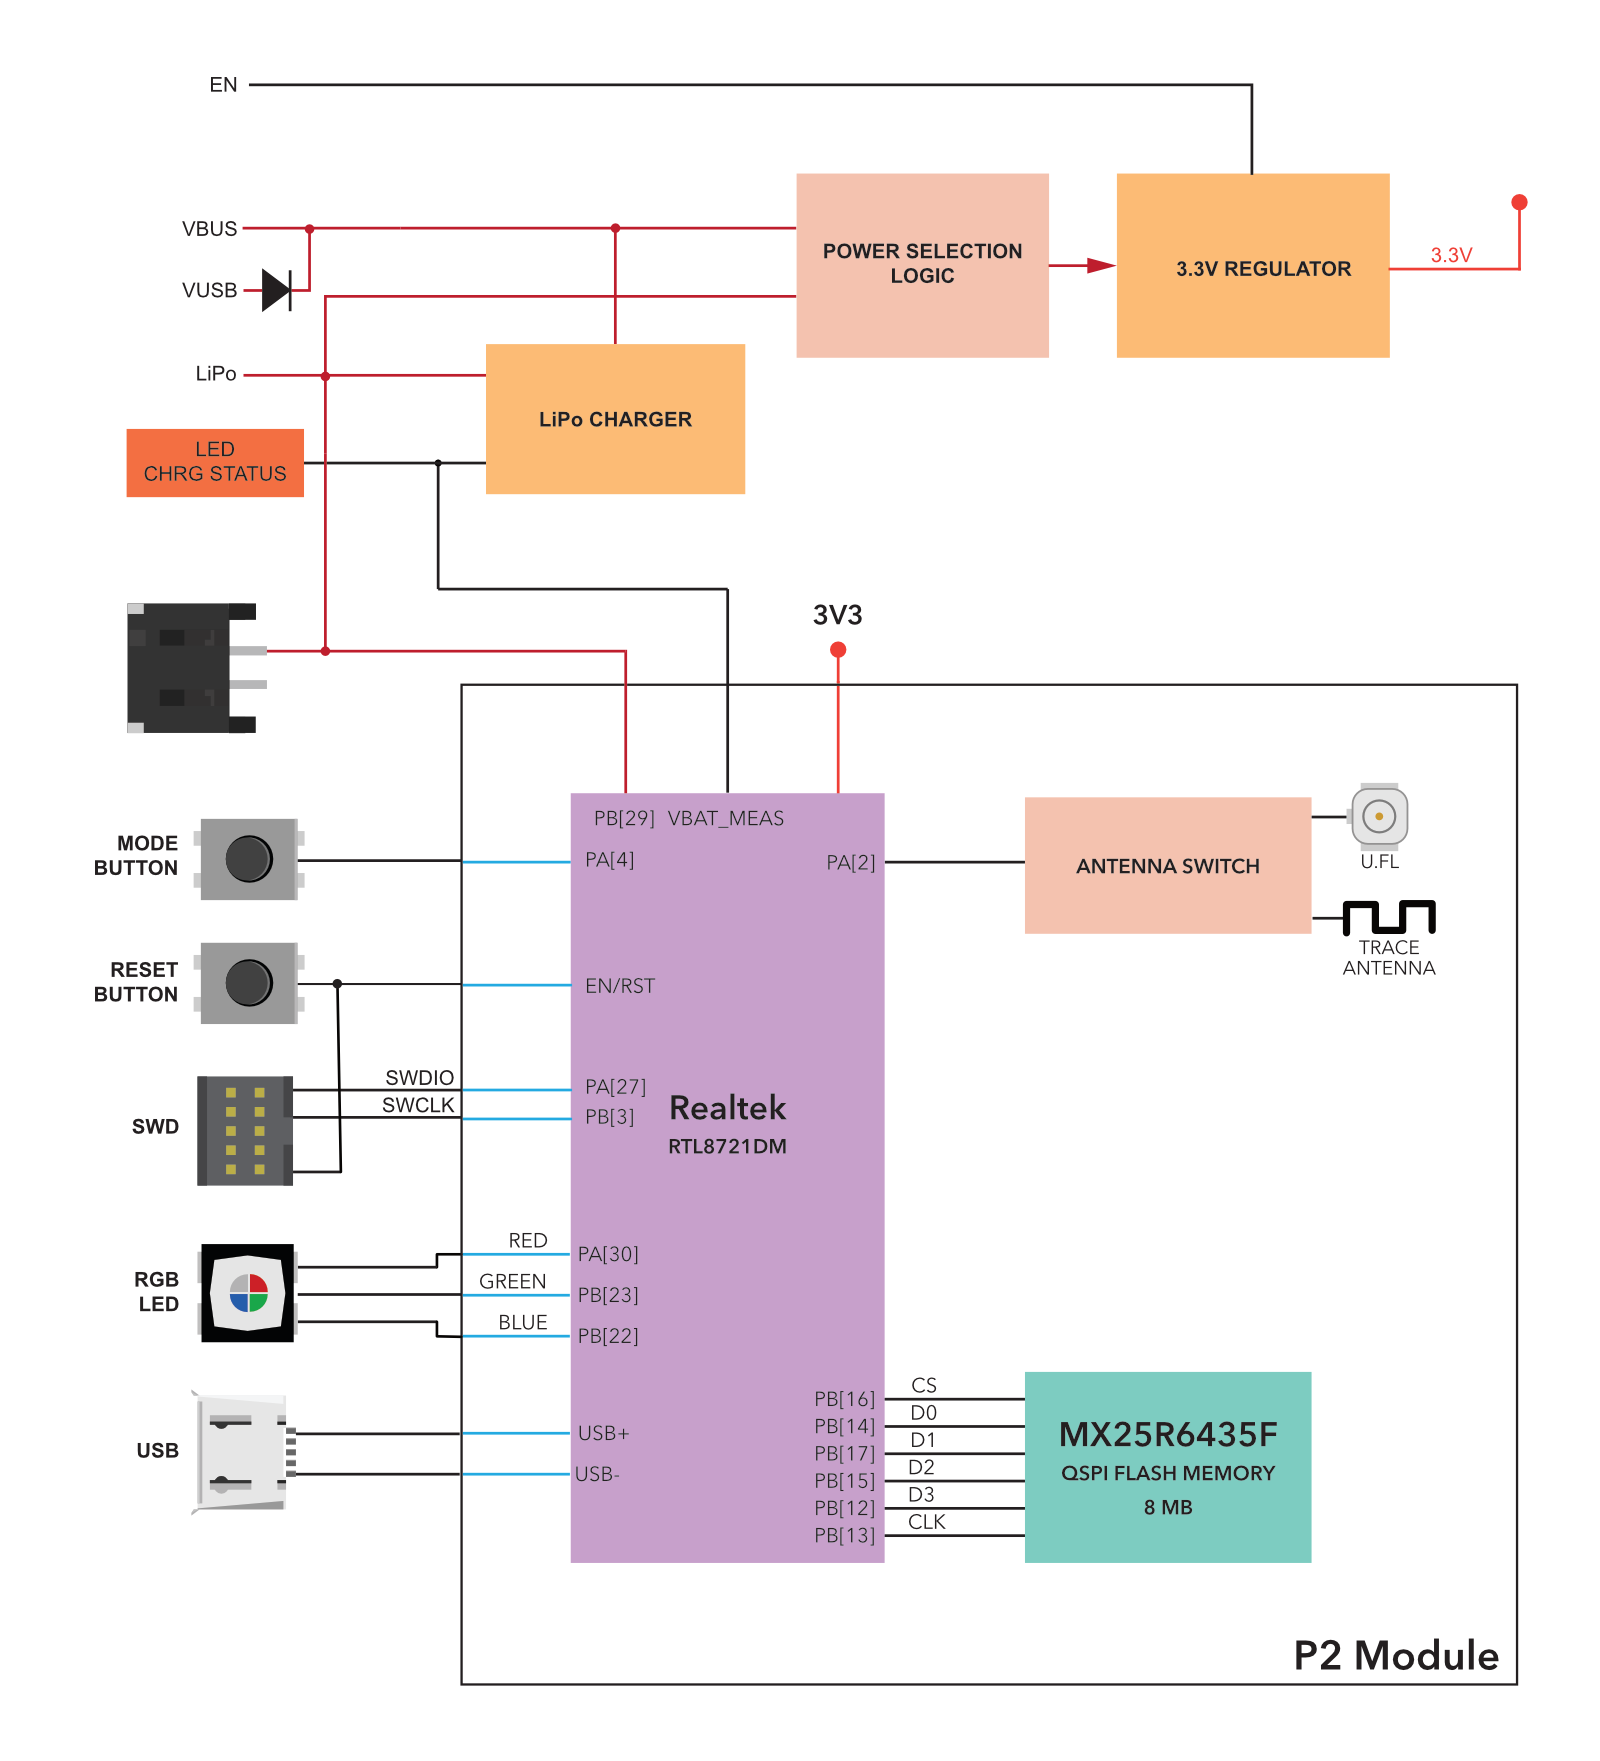 EN
VBUS
VUSB
POWER SELECTION
LOGIC
3.3V REGULATOR
3.3V
LiPo
LiPo CHARGER
LED
CHRG STATUS
3V3
PB[29] VBAT_MEAS
MODE
BUTTON
PA[4]
PA[2]
ANTENNA SWITCH
U.FL
TRACE
ANTENNA
RESET
BUTTON
EN/RST
SWD
SWDIO
SWCLK
PA[27]
PB[3]
Realtek
RTL8721DM
RGB
LED
RED
GREEN
BLUE
PA[30]
PB[23]
PB[22]
USB
USB+
USB-
PB[16]
PB[14]
PB[17]
PB[15]
PB[12]
PB[13]
CS
D0
D1
D2
D3
CLK
MX25R6435F
QSPI FLASH MEMORY
8 MB
P2 Module